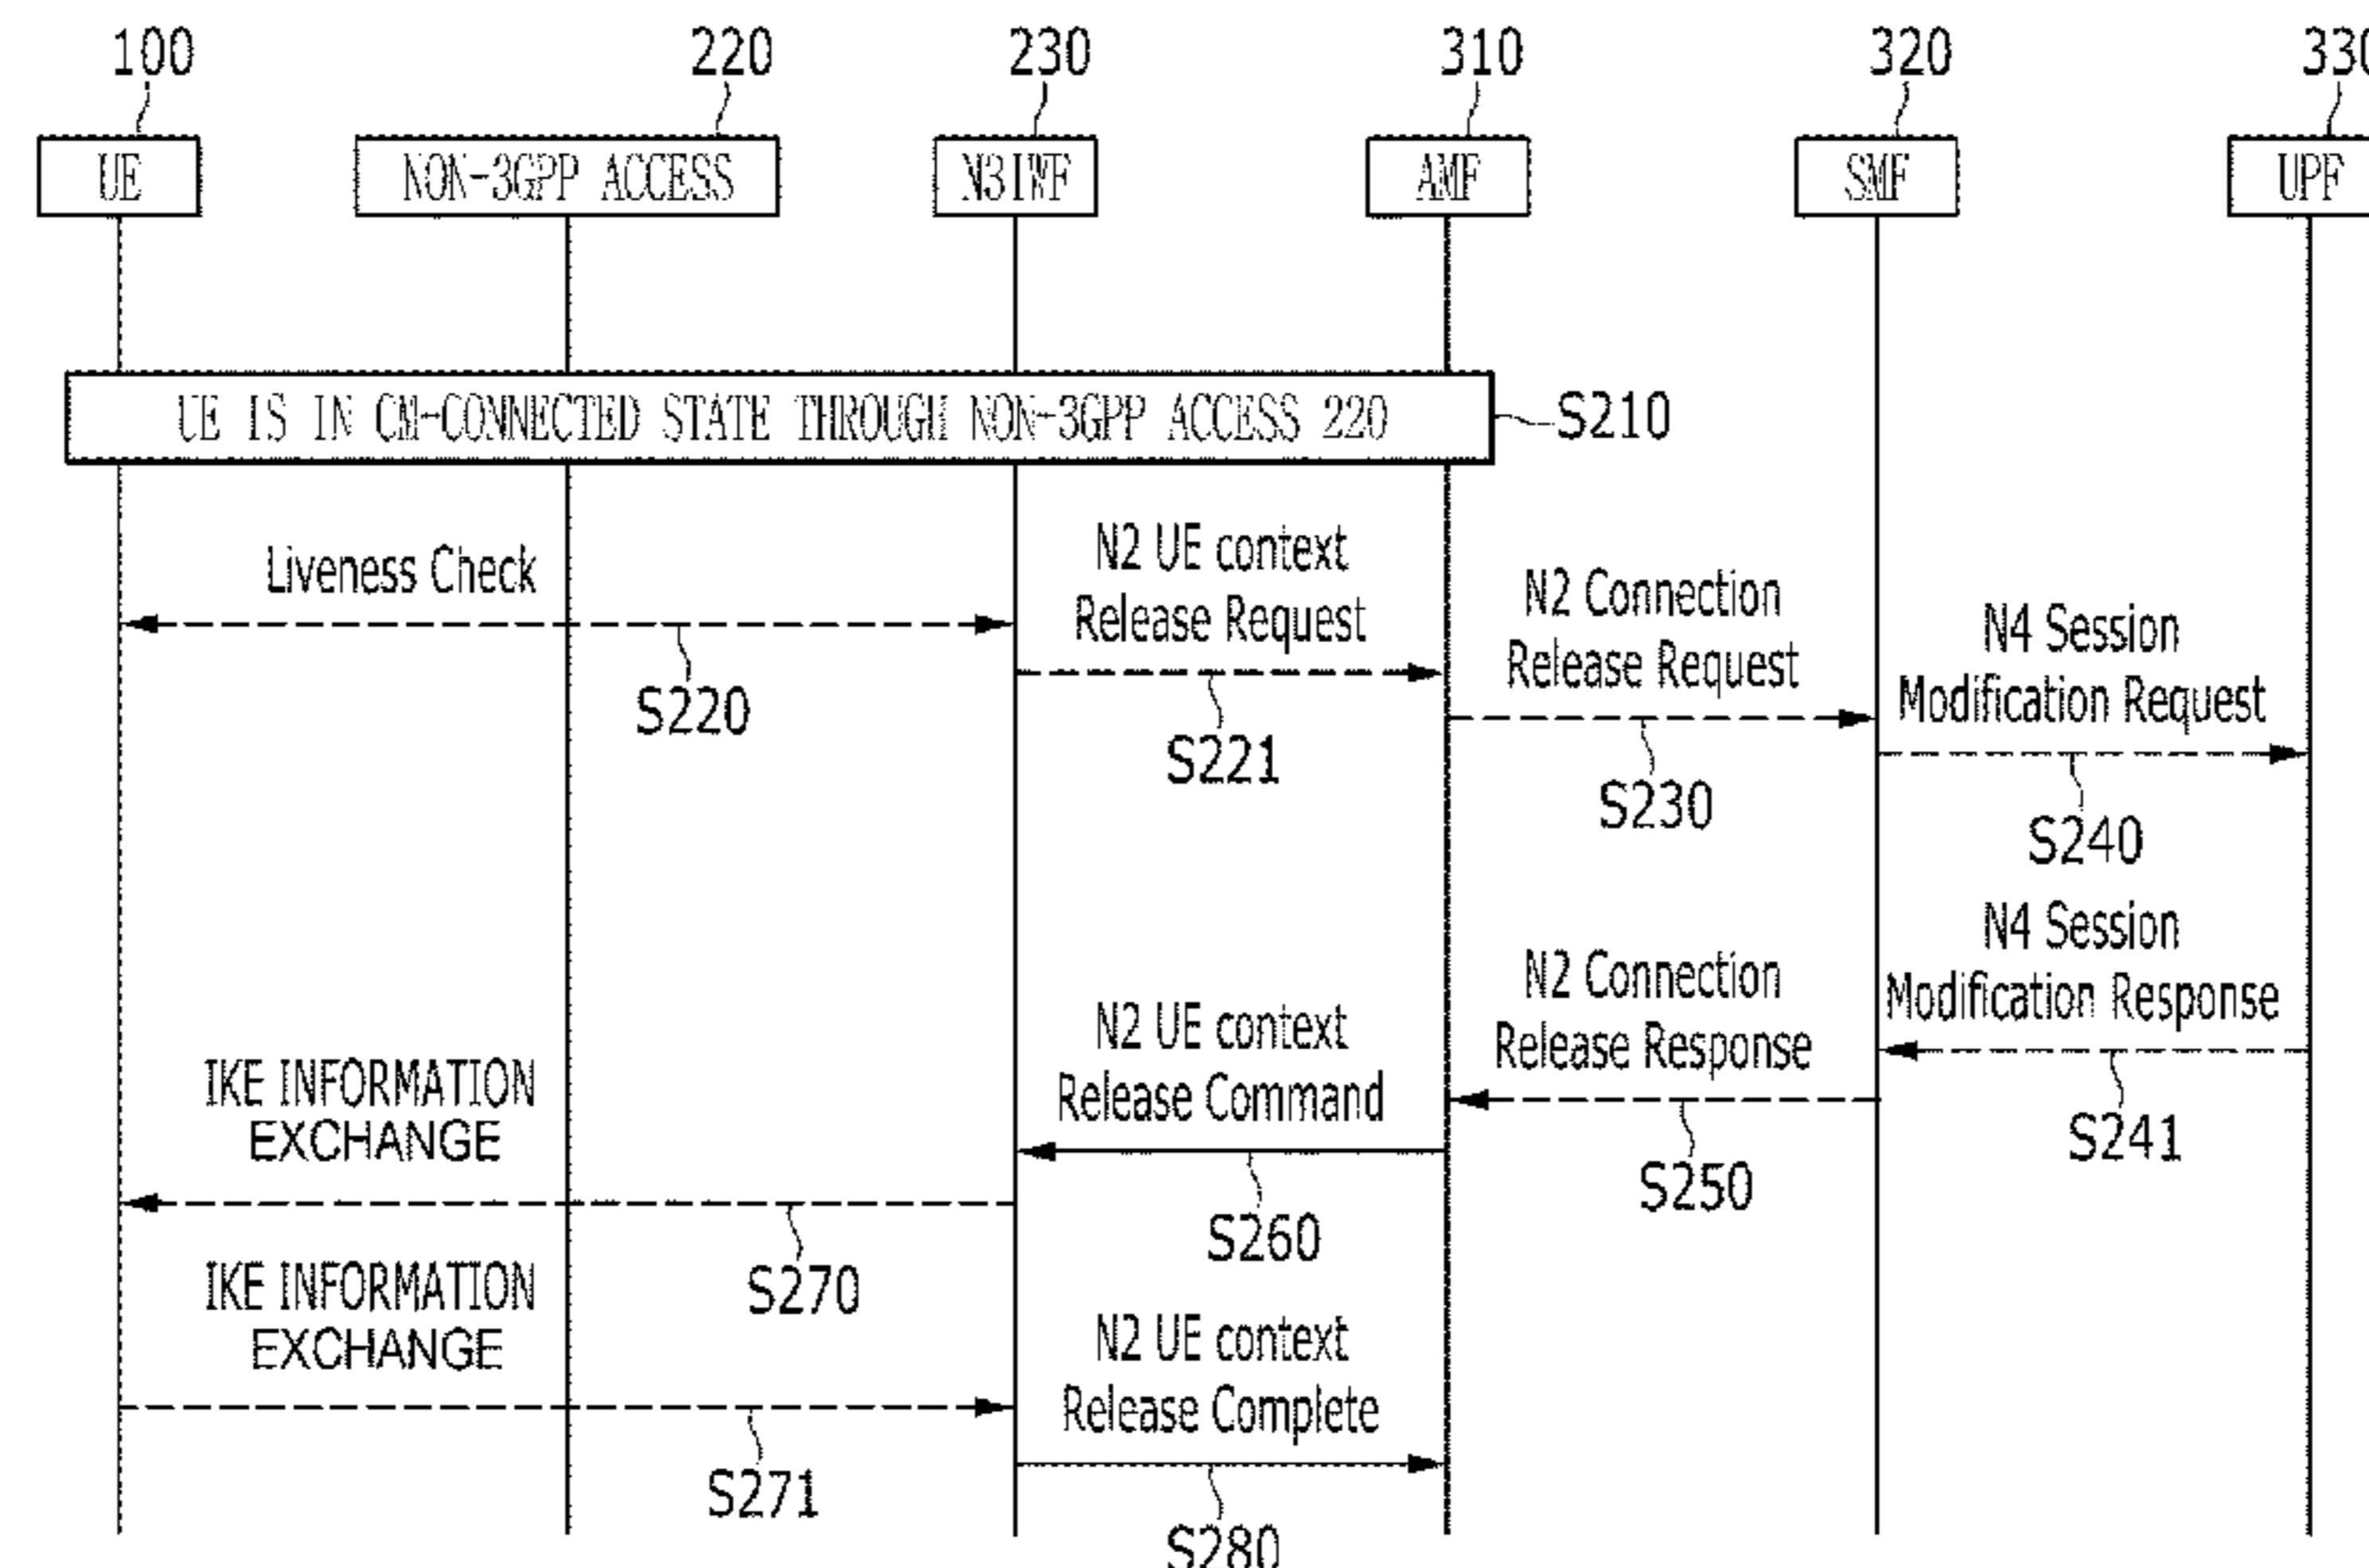 100
220
230
310
320
330
UE
NON-3GPP ACCESS
N3IWF
AMF
SMF
UPF
UE IS IN CM-CONNECTED STATE THROUGH NON-3GPP ACCESS 220
S210
Liveness Check
S220
N2 UE context
Release Request
S221
N2 Connection
Release Request
S230
N4 Session
Modification Request
S240
N4 Session
Modification Response
S241
N2 Connection
Release Response
S250
N2 UE context
Release Command
S260
IKE INFORMATION
EXCHANGE
S270
IKE INFORMATION
EXCHANGE
S271
N2 UE context
Release Complete
S280